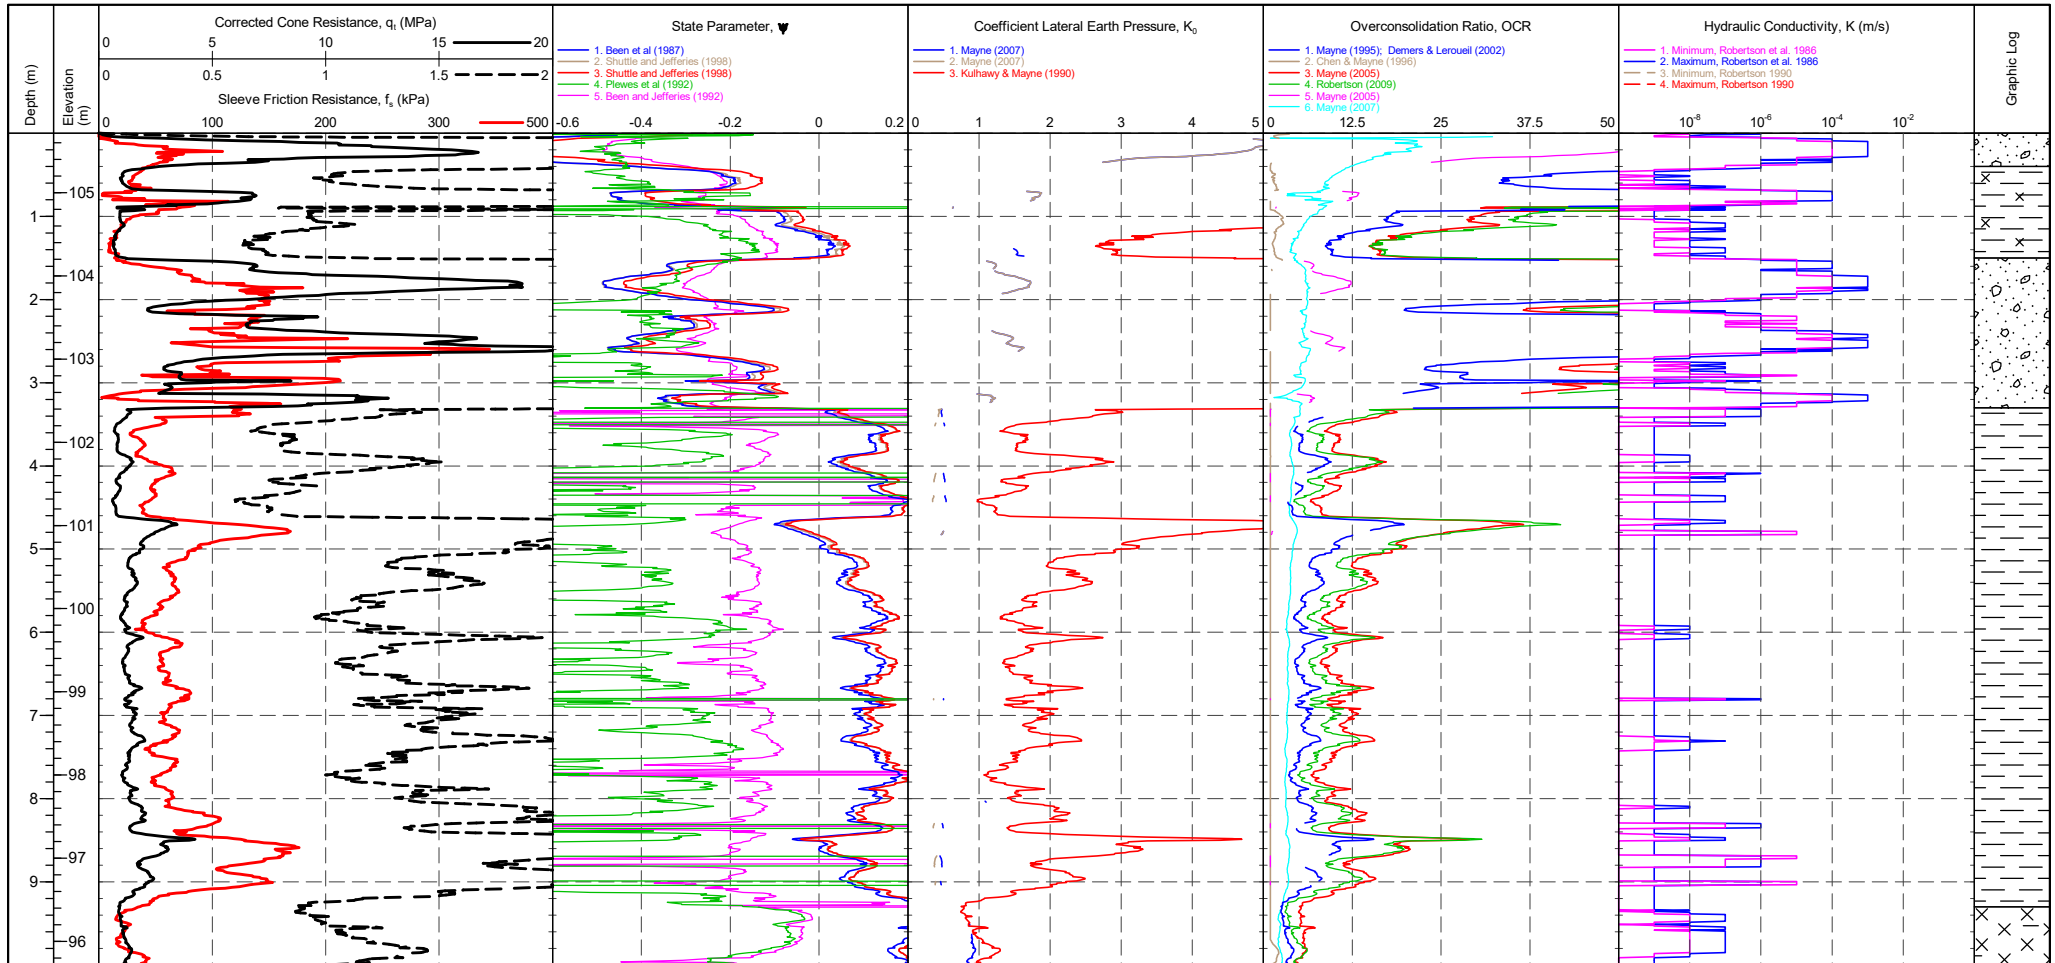 Corrected Cone Resistance, qt (MPa)
0 5 10 15 20
0 0.5 1 1.5 2
Sleeve Friction Resistance, fs (kPa)
0 100 200 300 500
Depth (m)
Elevation (m)
State Parameter, ψ
1. Been et al (1987)
2. Shuttle and Jefferies (1998)
3. Shuttle and Jefferies (1998)
4. Plewes et al (1992)
5. Been and Jefferies (1992)
-0.6 -0.4 -0.2 0 0.2
Coefficient Lateral Earth Pressure, K0
1. Mayne (2007)
2. Mayne (2007)
3. Kulhawy & Mayne (1990)
0 1 2 3 4 5
Overconsolidation Ratio, OCR
1. Mayne (1995); Demers & Leroueil (2002)
2. Chen & Mayne (1996)
3. Mayne (2005)
4. Robertson (2009)
5. Mayne (2005)
6. Mayne (2007)
0 12.5 25 37.5 50
Hydraulic Conductivity, K (m/s)
1. Minimum, Robertson et al. 1986
2. Maximum, Robertson et al. 1986
3. Minimum, Robertson 1990
4. Maximum, Robertson 1990
10-8 10-6 10-4 10-2
Graphic Log
105
1
104
2
103
3
102
4
101
5
100
6
99
7
98
8
97
9
96